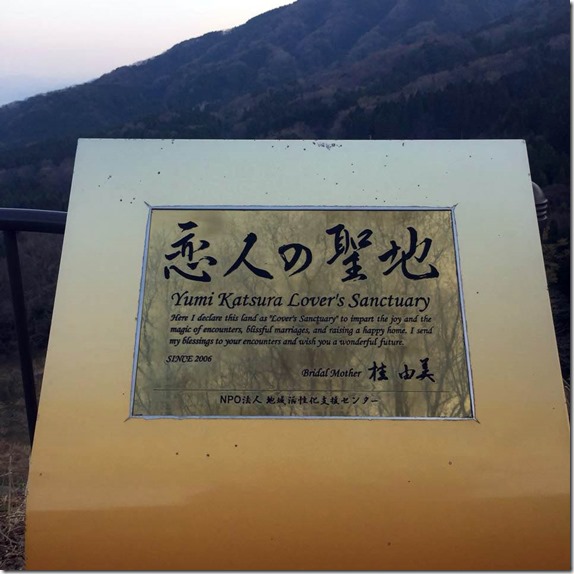 恋人の聖地
Yumi Katsura Lover's Sanctuary
Here I declare this land as "Lover's Sanctuary" to impart the joy and the
magic of encounters, blissful marriages, and raising a happy home. I send
my blessings to your encounters and wish you a wonderful future.
SINCE 2006
Bridal Mother 桂 由美
NPO法人 地域活性化支援センター